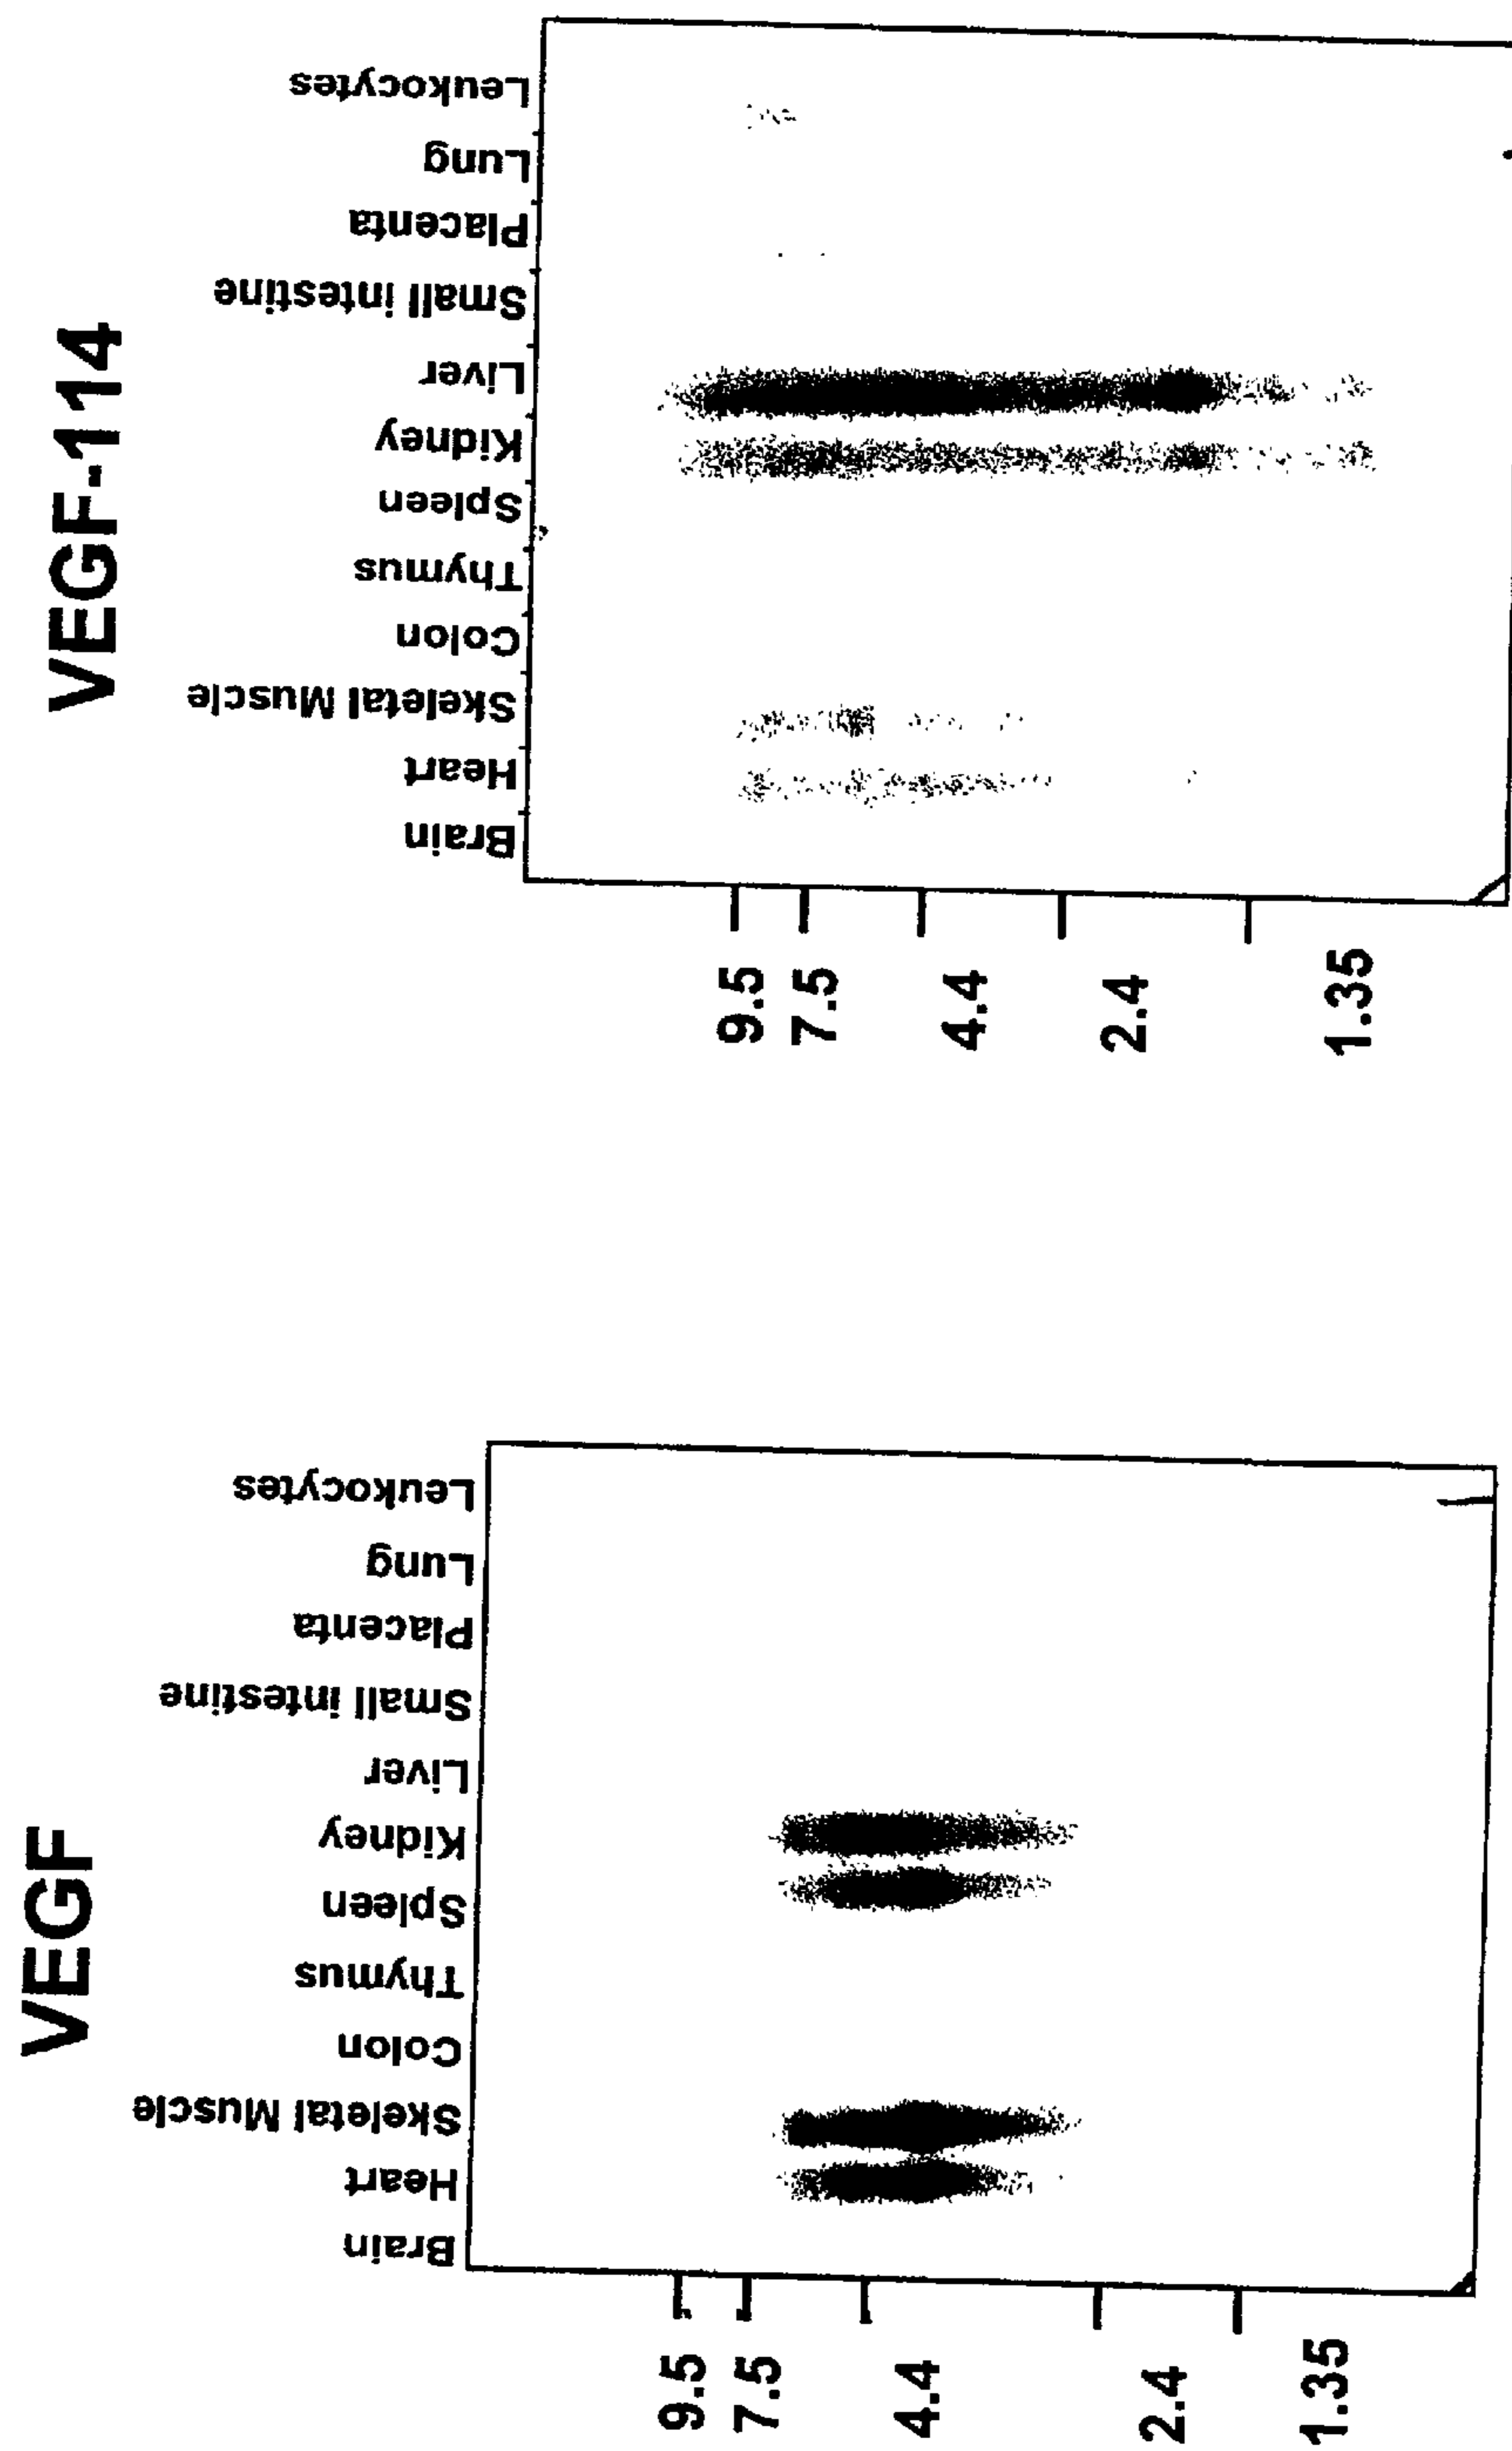 VEGF
Brain
Heart
Skeletal Muscle
Colon
Thymus
Spleen
Kidney
Liver
Small intestine
Placenta
Lung
Leukocytes
9.5
7.5
4.4
2.4
1.35
VEGF-114
Brain
Heart
Skeletal Muscle
Colon
Thymus
Spleen
Kidney
Liver
Small intestine
Placenta
Lung
Leukocytes
9.5
7.5
4.4
2.4
1.35